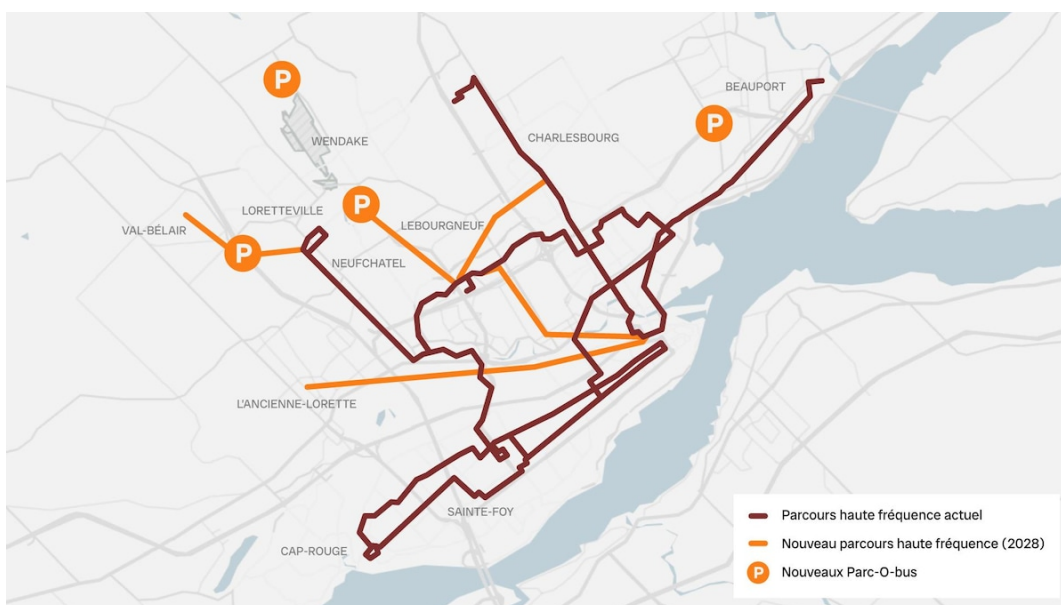 P
BEAUPORT
P
CHARLESBOURG
WENDAKE
P
LORETTEVILLE
LEBOURGNEUF
VAL-BÉLAIR
P
NEUFCHATEL
L'ANCIENNE-LORETTE
SAINTE-FOY
CAP-ROUGE
Parcours haute fréquence actuel
Nouveau parcours haute fréquence (2028)
P Nouveaux Parc-O-bus